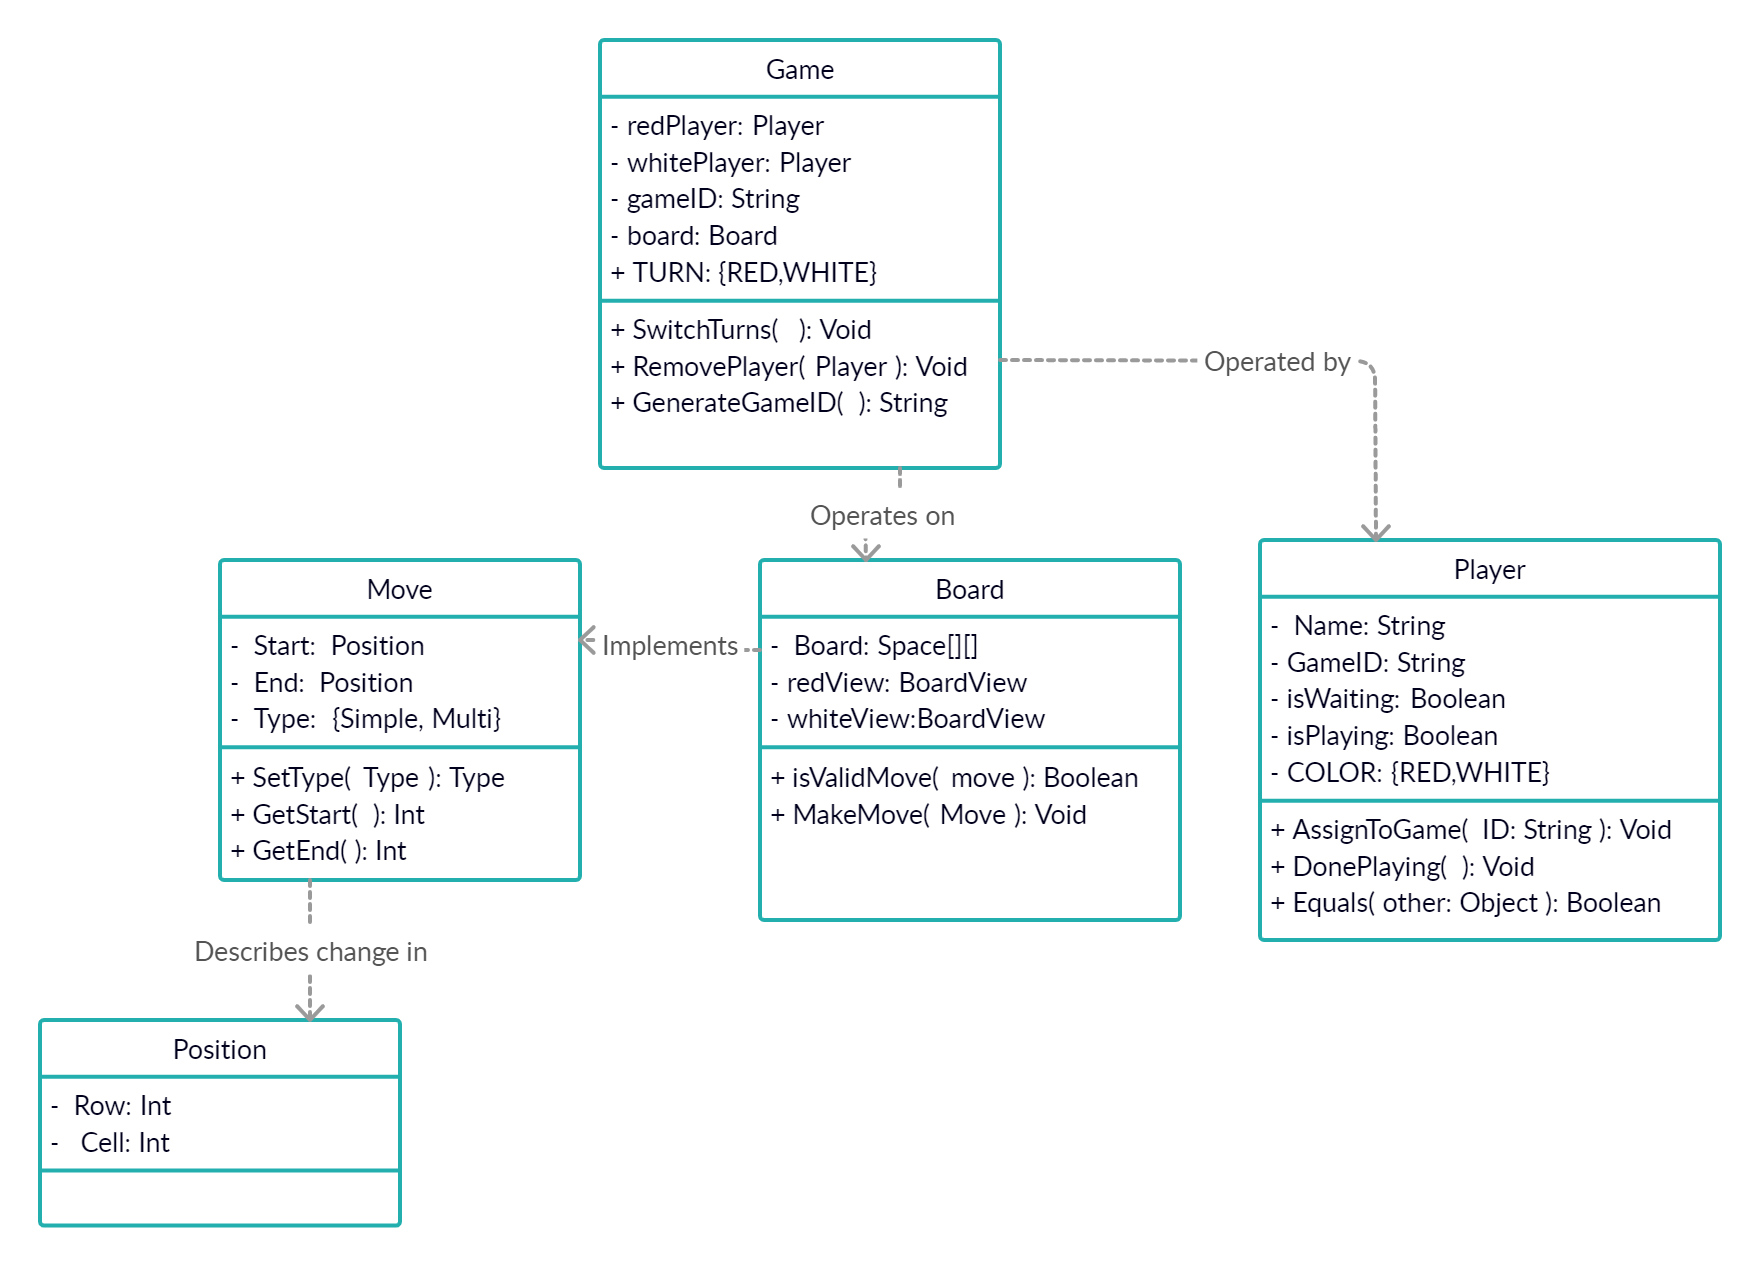 Game
- redPlayer: Player
- whitePlayer: Player
- gameID: String
- board: Board
+ TURN: {RED,WHITE}
+ SwitchTurns(  ): Void
+ RemovePlayer( Player ): Void
+ GenerateGameID(  ): String
Operated by
Operates on
Move
- Start: Position
- End: Position
- Type: {Simple, Multi}
+ SetType( Type ): Type
+ GetStart(  ): Int
+ GetEnd( ): Int
Implements
Board
- Board: Space[][]
- redView: BoardView
- whiteView:BoardView
+ isValidMove( move ): Boolean
+ MakeMove( Move ): Void
Player
- Name: String
- GameID: String
- isWaiting: Boolean
- isPlaying: Boolean
- COLOR: {RED,WHITE}
+ AssignToGame( ID: String ): Void
+ DonePlaying(  ): Void
+ Equals( other: Object ): Boolean
Describes change in
Position
- Row: Int
- Cell: Int